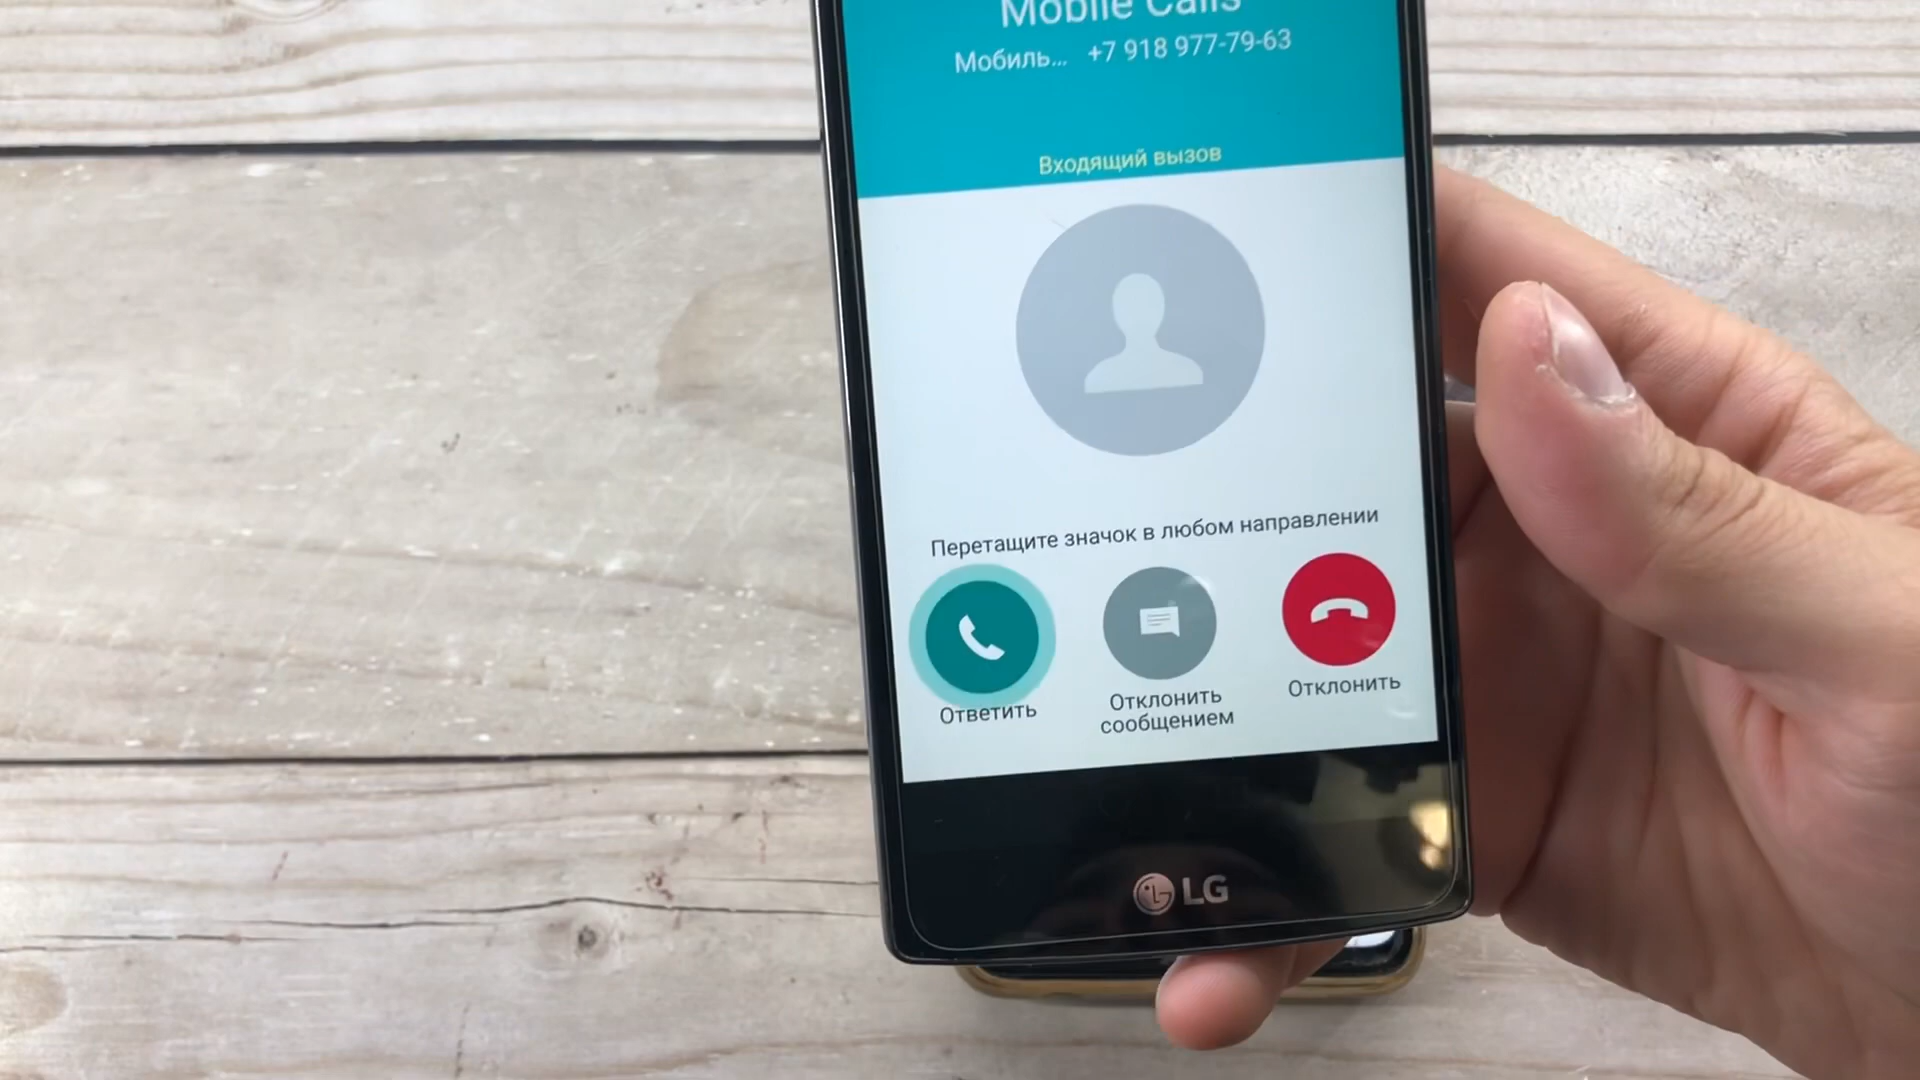 Mobile Calls
Мобиль... +7 918 977-79-63
Входящий вызов
Перетащите значок в любом направлении
Ответить
Отклонить
сообщением
Отклонить
LG